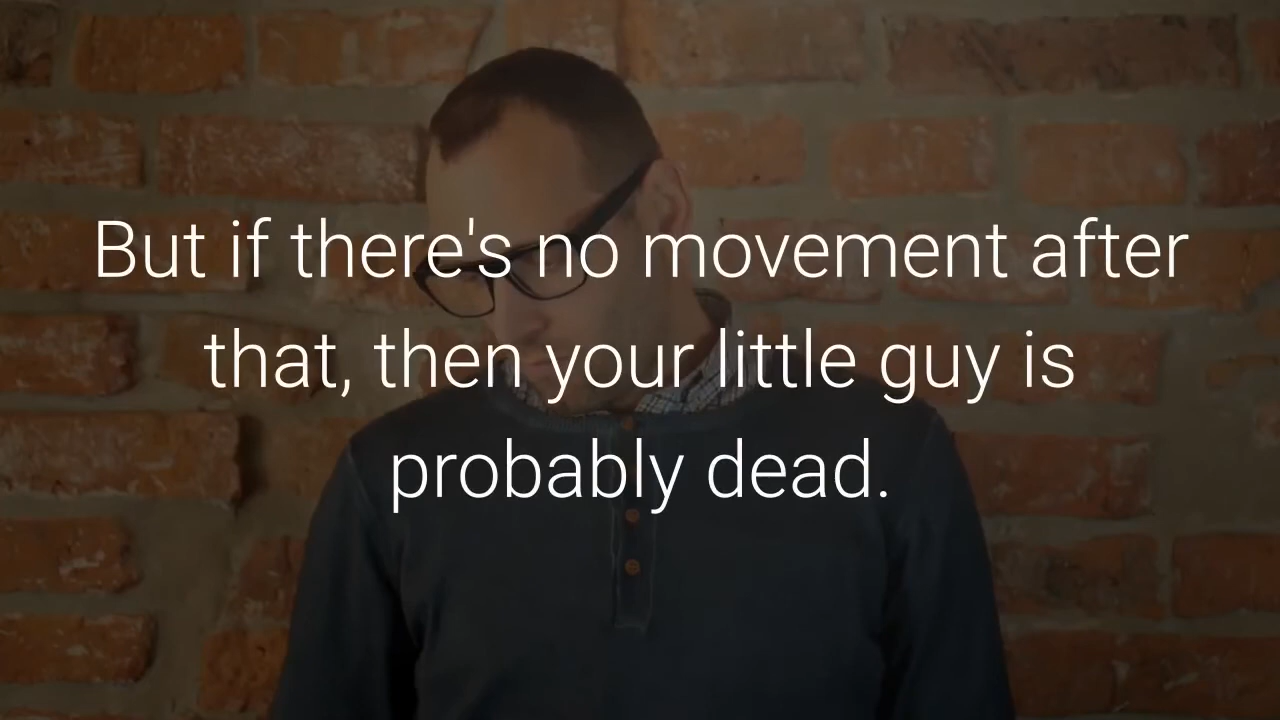 But if there's no movement after
that, then your little guy is
probably dead.